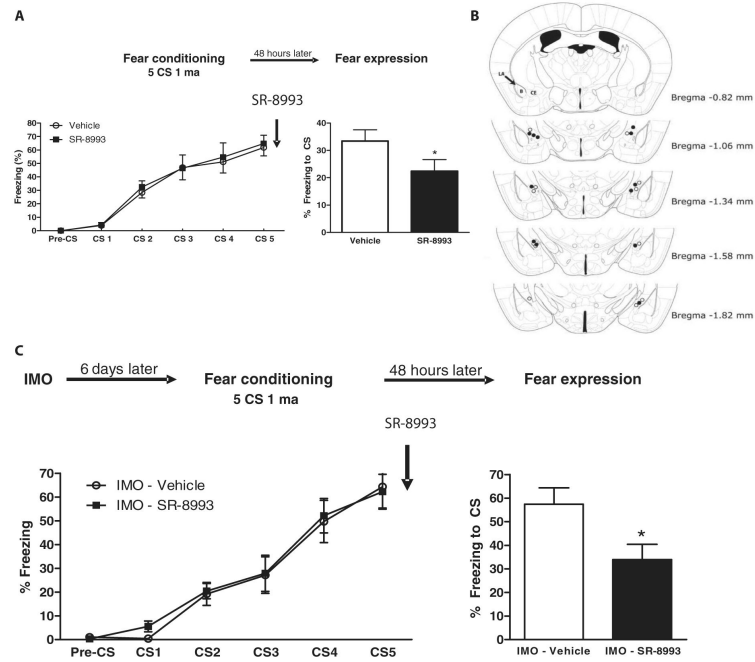 A
Fear conditioning
48 hours later
Fear expression
5 CS 1 ma
SR-8993
Freezing (%)
80
70
60
50
40
30
20
10
0
Vehicle
SR-8993
Pre-CS CS 1 CS 2 CS 3 CS 4 CS 5
% Freezing to CS
50
40
30
20
10
0
*
Vehicle SR-8993
B
LA
B CE
Bregma -0.82 mm
Bregma -1.06 mm
Bregma -1.34 mm
Bregma -1.58 mm
Bregma -1.82 mm
C
IMO
6 days later
Fear conditioning
48 hours later
Fear expression
5 CS 1 ma
SR-8993
% Freezing
70
60
50
40
30
20
10
0
IMO - Vehicle
IMO - SR-8993
Pre-CS CS1 CS2 CS3 CS4 CS5
% Freezing to CS
70
60
50
40
30
20
10
0
*
IMO - Vehicle IMO - SR-8993